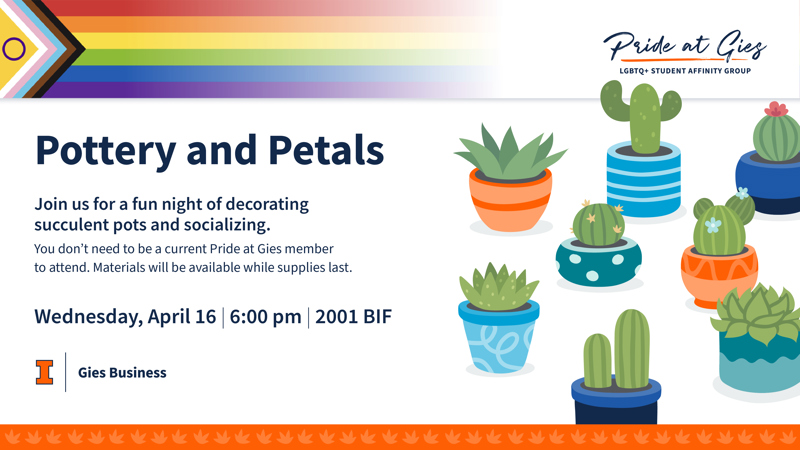 Pride at Gies
LGBTQ+ STUDENT AFFINITY GROUP
Pottery and Petals
Join us for a fun night of decorating
succulent pots and socializing.
You don’t need to be a current Pride at Gies member
to attend. Materials will be available while supplies last.
Wednesday, April 16 | 6:00 pm | 2001 BIF
I | Gies Business